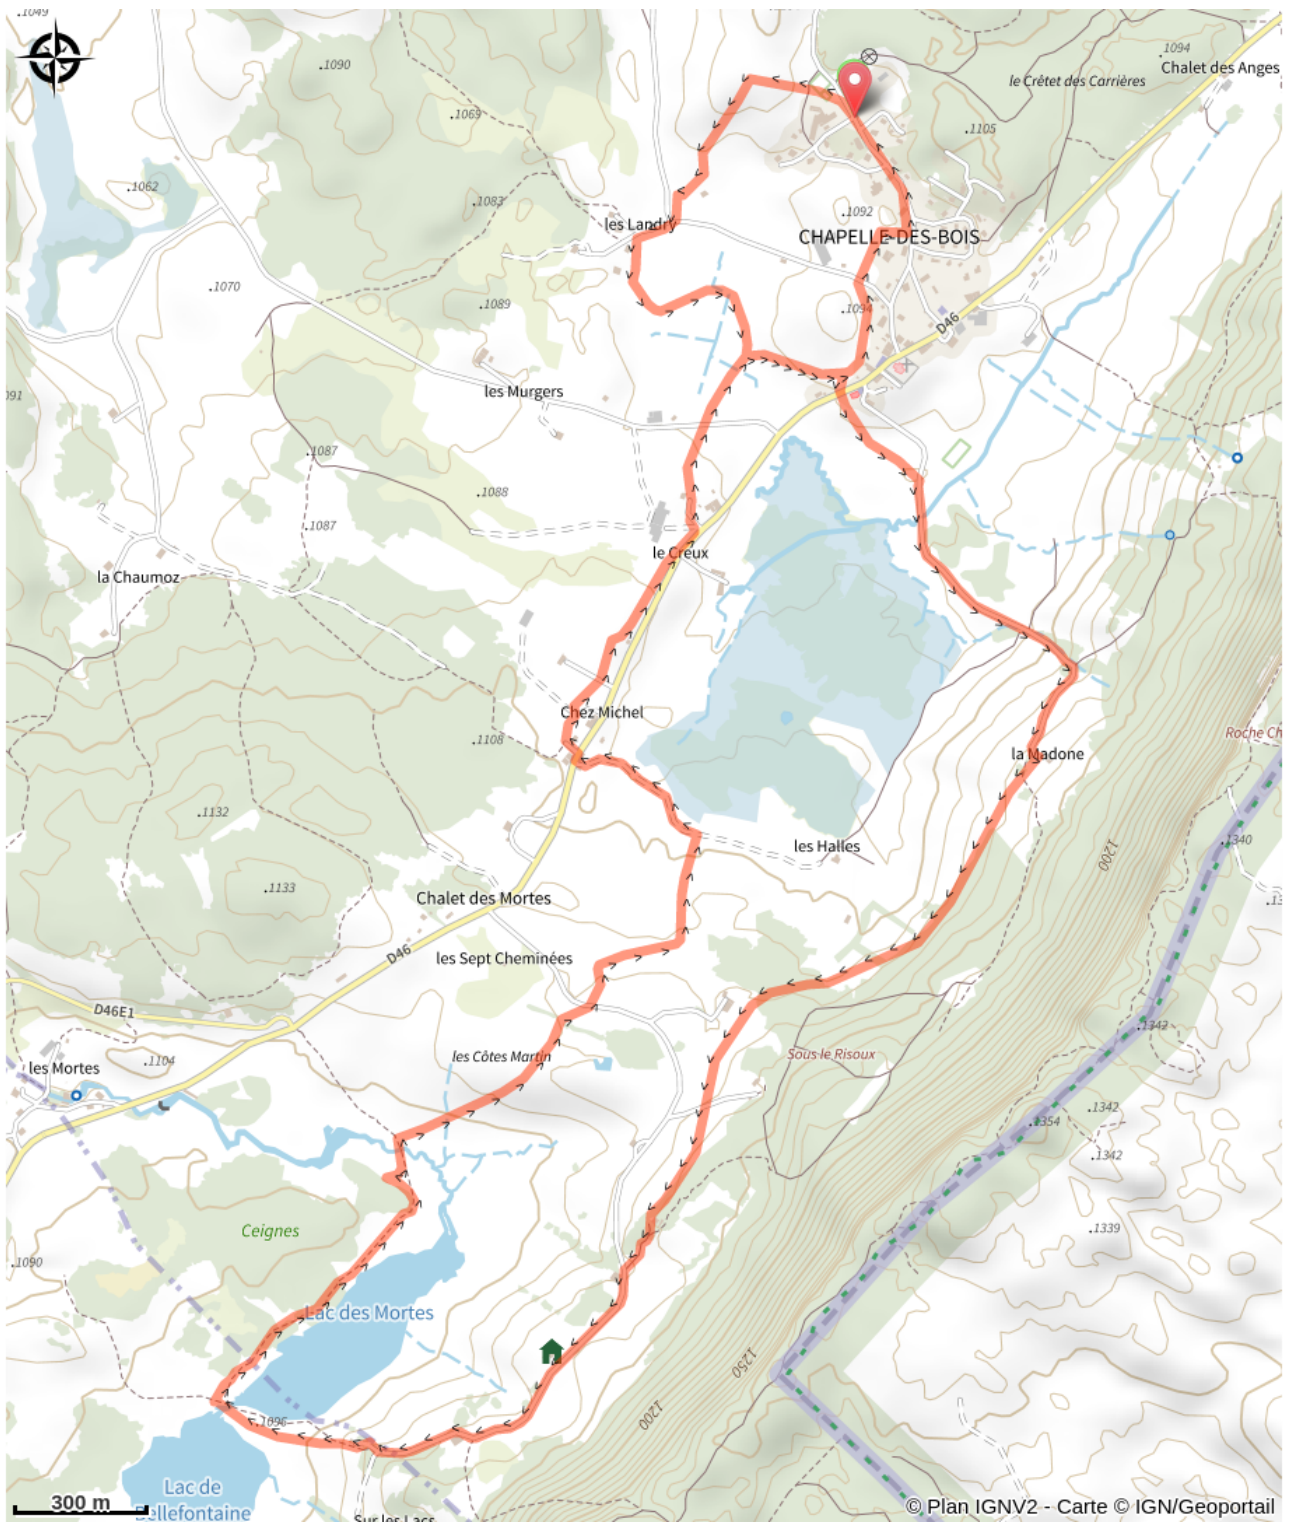 .1049
.1090
.1094
Chalet des Anges
le Crêtet des Carrières
.1069
.1105
.1062
.1083
les Landry
.1092
CHAPELLE-DES-BOIS
.1070
.1089
.1094
D46
les Murgers
.1087
.1088
.1087
le Creux
la Chaumoz
Chez Michel
.1108
la Madone
Roche Ch
.1132
les Halles
1200
.1340
.1133
Chalet des Mortes
D46
les Sept Cheminées
D46E1
.1342
les Mortes
.1104
les Côtes Martin
Sous le Risoux
.1342
.1354
.1342
Ceignes
.1339
.1090
Lac des Mortes
1250
.1096
1200
Lac de
Bellefontaine
300 m
Sur les Lacs
© Plan IGNV2 - Carte © IGN/Geoportail